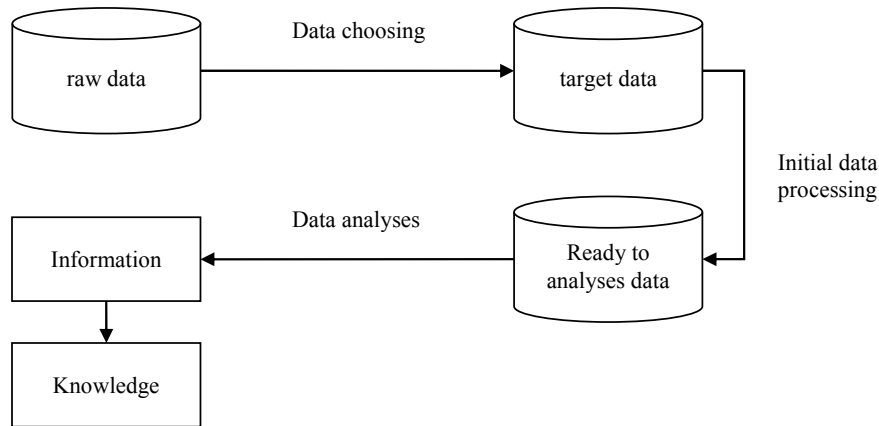 Data choosing
raw data
target data
Initial data
processing
Data analyses
Information
Ready to
analyses data
Knowledge